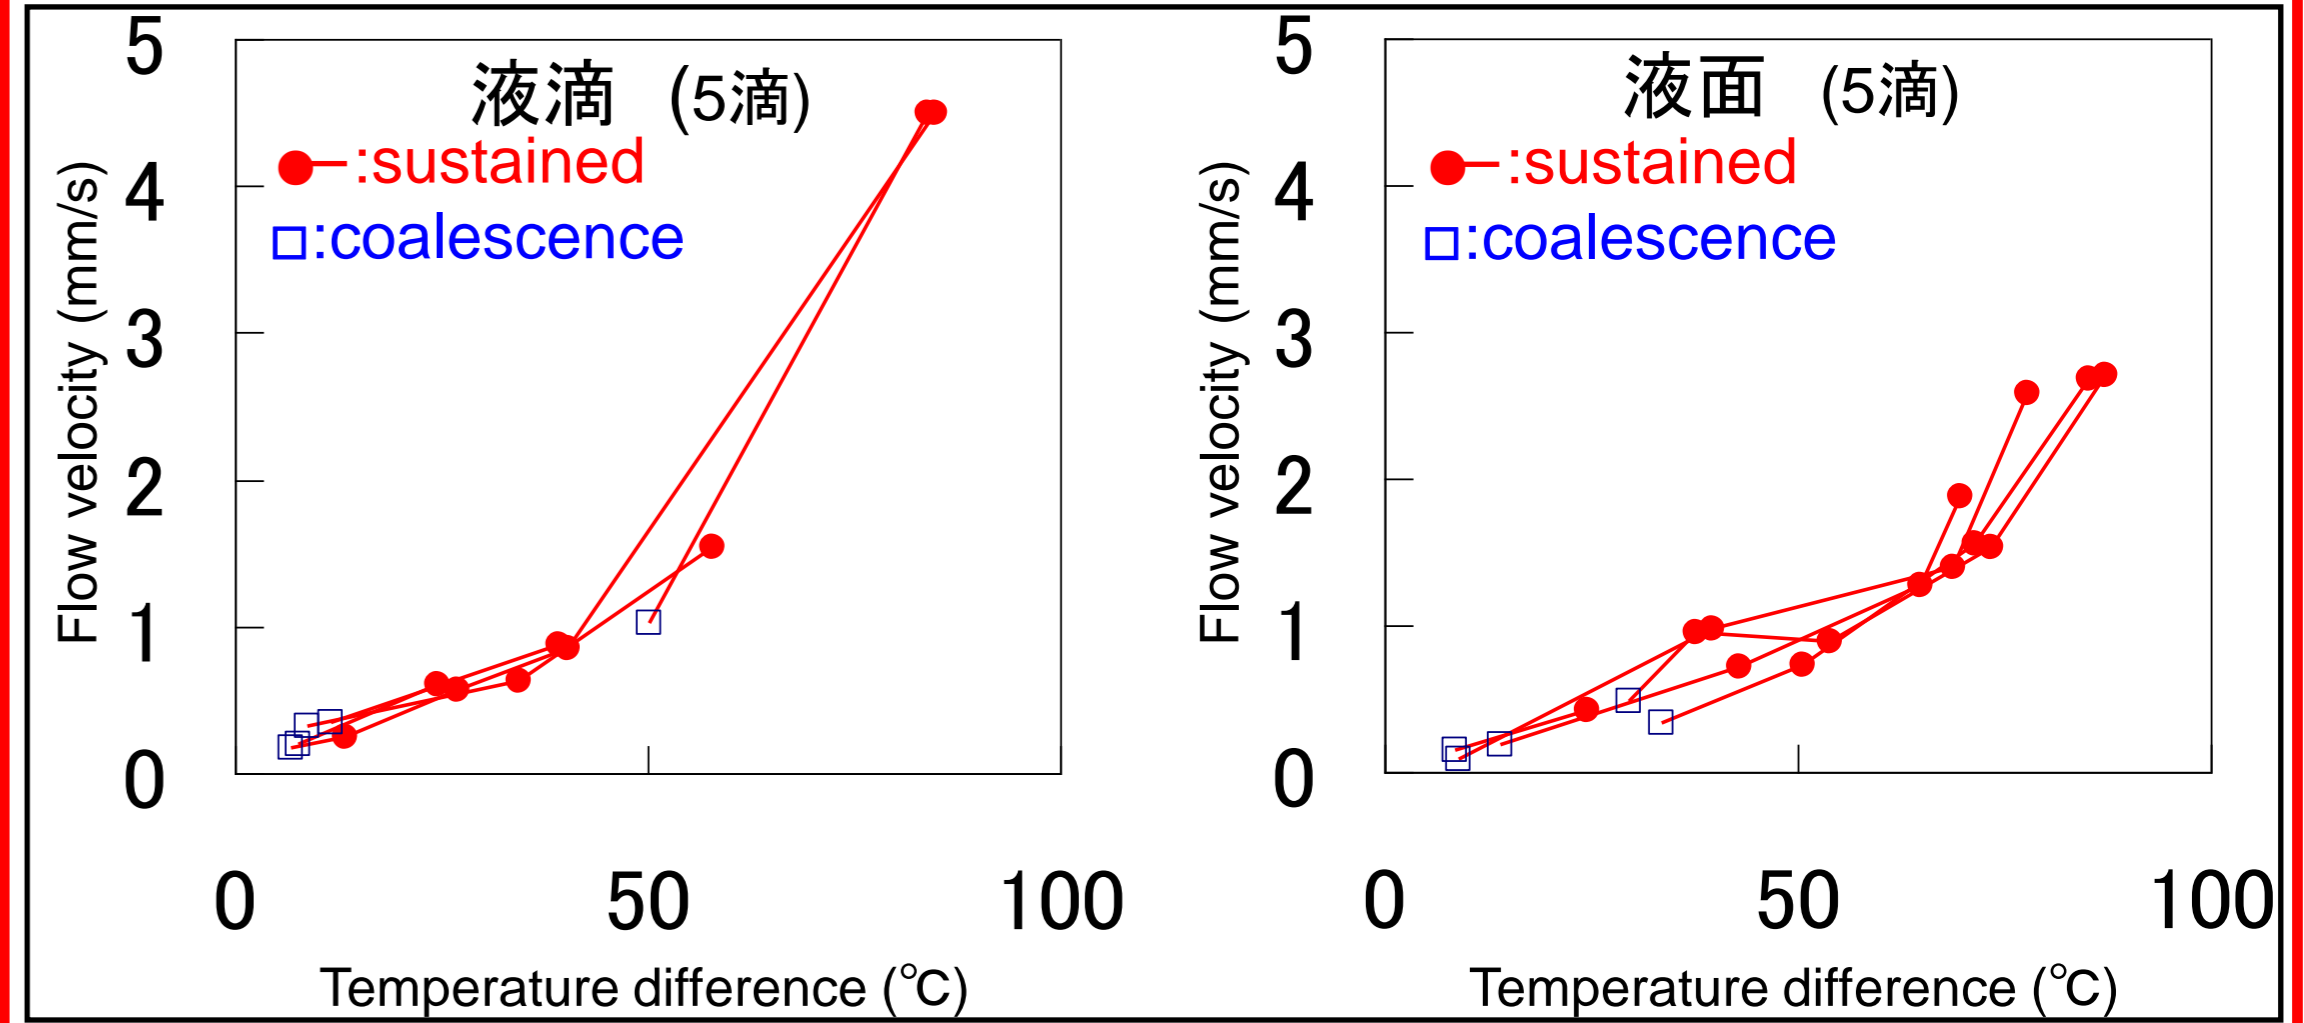 液滴 (5滴)
:sustained
:coalescence
Flow velocity (mm/s)
5
4
3
2
1
0
0 50 100
Temperature difference (℃)
液面 (5滴)
:sustained
:coalescence
Flow velocity (mm/s)
5
4
3
2
1
0
0 50 100
Temperature difference (℃)